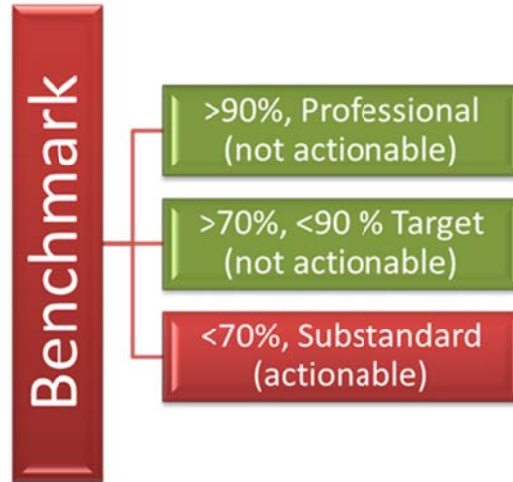 Benchmark
>90%, Professional
(not actionable)
>70%, <90 % Target
(not actionable)
<70%, Substandard
(actionable)